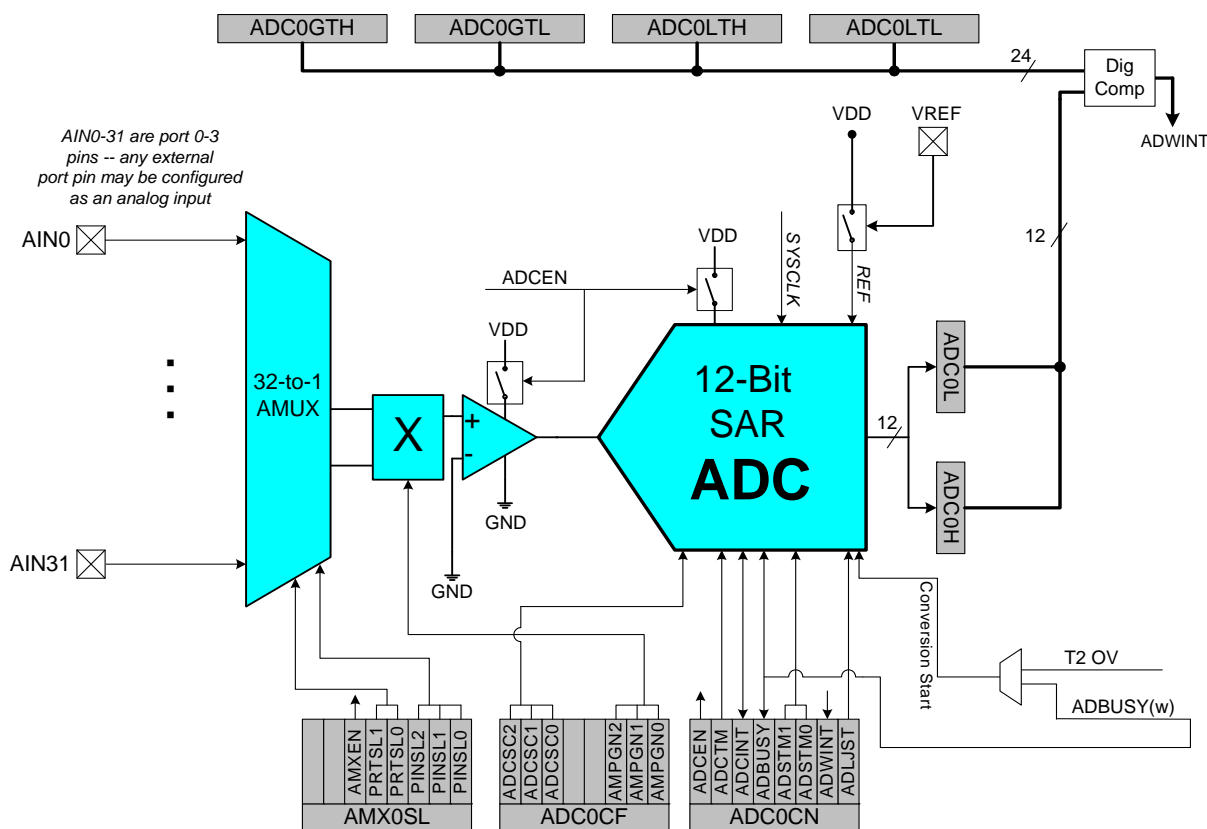 ADC0GTH
ADC0GTL
ADC0LTH
ADC0LTL
24
Dig
Comp
ADWINT
AIN0-31 are port 0-3
pins -- any external
port pin may be configured
as an analog input
VDD
VREF
AIN0
12
VDD
SYSCLK
REF
ADCEN
VDD
32-to-1
AMUX
X
+
-
12-Bit
SAR
ADC
12
ADC0L
ADC0H
GND
GND
AIN31
Conversion Start
T2 OV
ADBUSY(w)
AMXEN
PRTSL1
PRTSL0
PINSL2
PINSL1
PINSL0
AMX0SL
ADCSC2
ADCSC1
ADCSC0
AMPGN2
AMPGN1
AMPGN0
ADC0CF
ADCEN
ADCTM
ADCINT
ADBUSY
ADSTM1
ADSTM0
ADWINT
ADLJST
ADC0CN